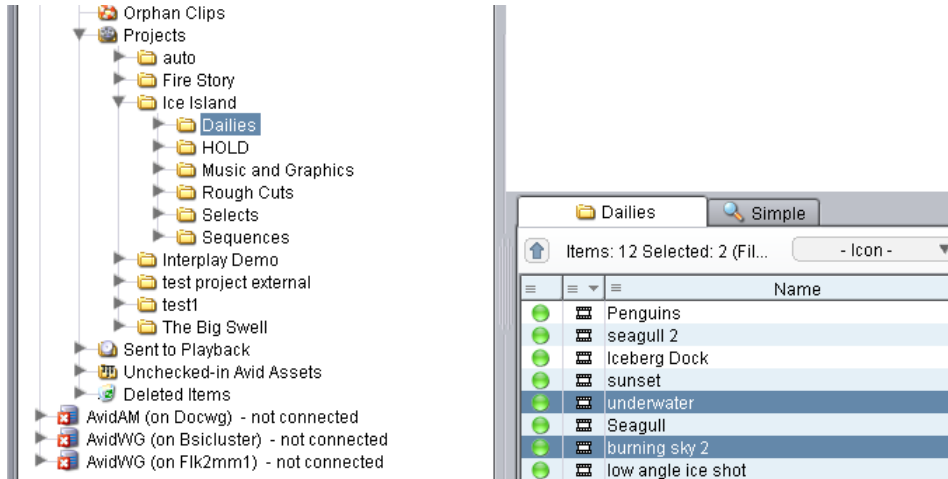 Orphan Clips
Projects
auto
Fire Story
Ice Island
Dailies
HOLD
Music and Graphics
Rough Cuts
Selects
Sequences
Interplay Demo
test project external
test1
The Big Swell
Sent to Playback
Unchecked-in Avid Assets
Deleted Items
AvidAM (on Docwg) - not connected
AvidWG (on Bsicluster) - not connected
AvidWG (on Flk2mm1) - not connected
Dailies Simple
Items: 12 Selected: 2 (Fil... - Icon -
Name
Penguins
seagull 2
Iceberg Dock
sunset
underwater
Seagull
burning sky 2
low angle ice shot